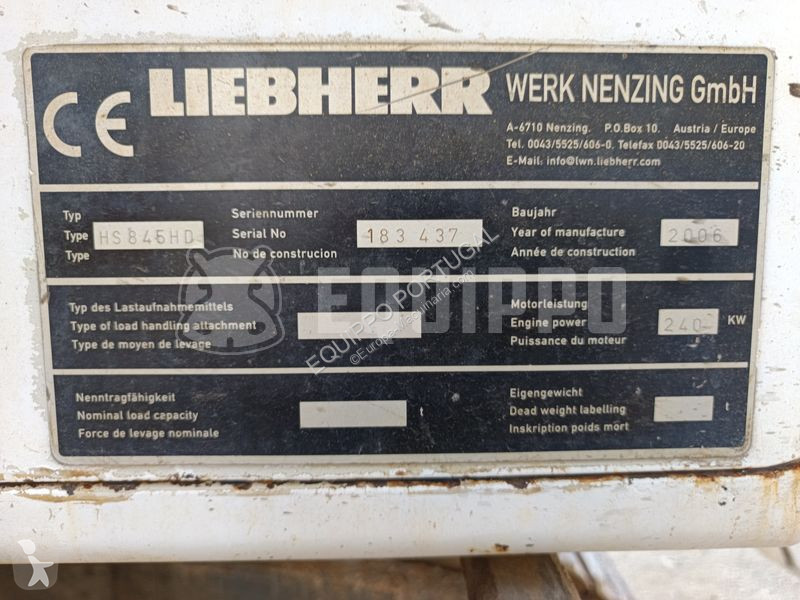 CE LIEBHERR WERK NENZING GmbH
A-6710 Nenzing. P.O.Box 10. Austria / Europe
Tel. 0043/5525/606-0. Telefax 0043/5525/606-20
E-Mail: info@lwn.liebherr.com
Typ Seriennummer Baujahr
Type HS845HD Serial No 183 437 Year of manufacture 2006
Type No de construcion Année de construction
EQUIPPO
EQUIPPO PORTUGAL
Typ des Lastaufnahmemittels Motorleistung
Type of load handling attachment Engine power 240 KW
Type de moyen de levage Puissance du moteur
Nenntragfähigkeit Eigengewicht
Nominal load capacity t Dead weight labelling t
Force de levage nominale Inskription poids mort